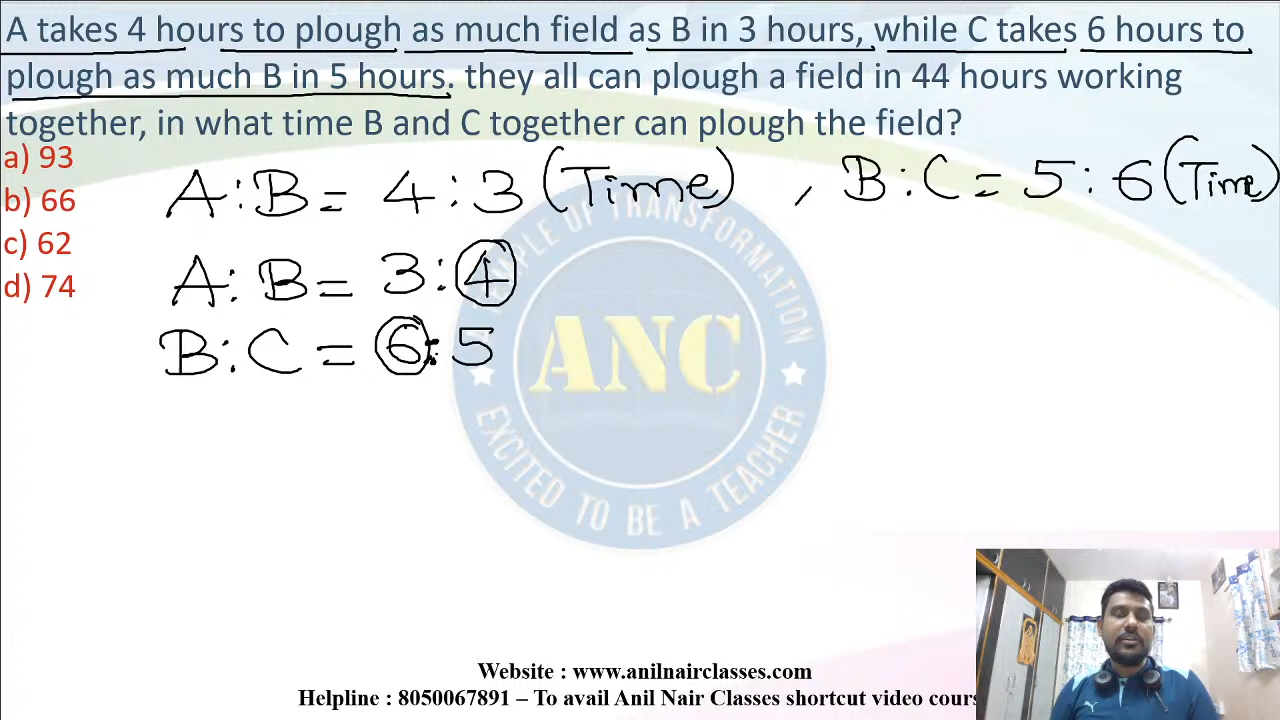 A takes 4 hours to plough as much field as B in 3 hours, while C takes 6 hours to
plough as much B in 5 hours. they all can plough a field in 44 hours working
together, in what time B and C together can plough the field?
a) 93
b) 66
c) 62
d) 74
A:B = 4:3 (Time) , B:C = 5:6 (Time)
A:B = 3:4
B:C = 6:5
TEMPLE OF TRANSFORMATION
ANC
EXCITED TO BE A TEACHER
Website : www.anilnairclasses.com
Helpline : 8050067891 – To avail Anil Nair Classes shortcut video cours